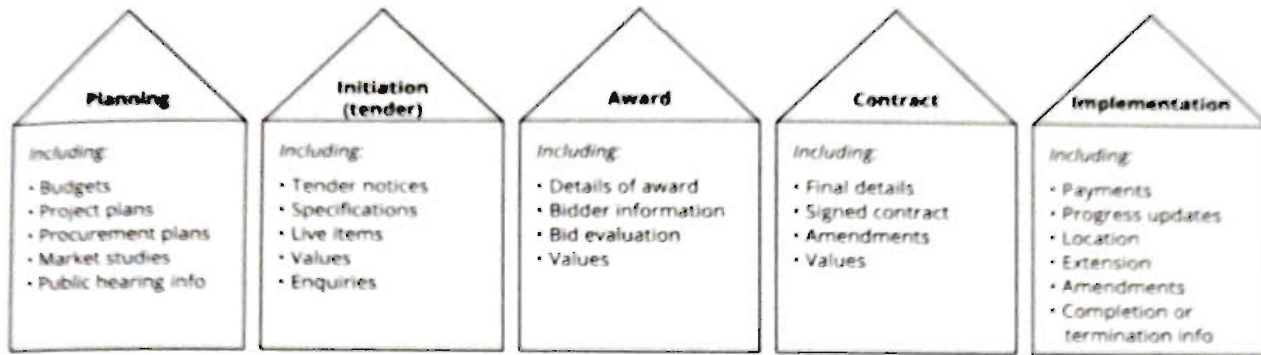 Planning
Including:
• Budgets
• Project plans
• Procurement plans
• Market studies
• Public hearing info
Initiation
(tender)
Including:
• Tender notices
• Specifications
• Live items
• Values
• Enquiries
Award
Including:
• Details of award
• Bidder information
• Bid evaluation
• Values
Contract
Including:
• Final details
• Signed contract
• Amendments
• Values
Implementation
Including:
• Payments
• Progress updates
• Location
• Extension
• Amendments
• Completion or
termination info